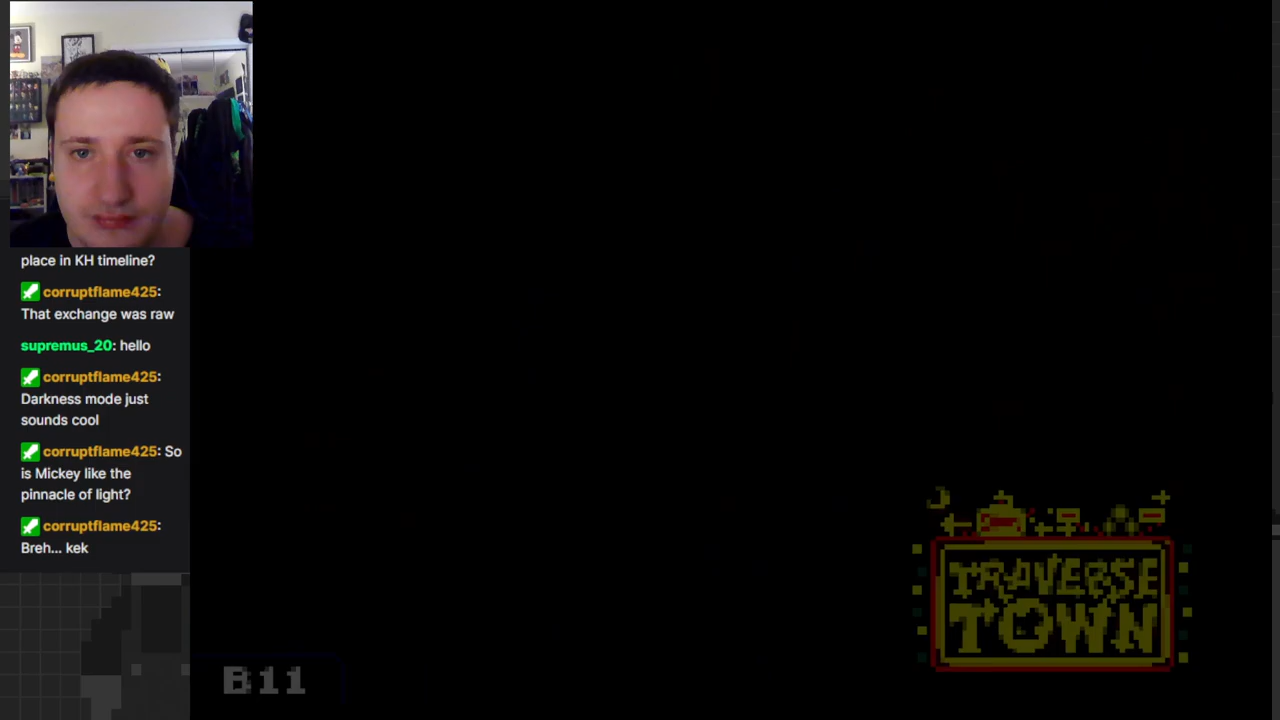 place in KH timeline?
corruptflame425:
That exchange was raw
supremus_20: hello
corruptflame425:
Darkness mode just
sounds cool
corruptflame425: So
is Mickey like the
pinnacle of light?
corruptflame425:
Breh... kek
TRAVERSE
TOWN
B11